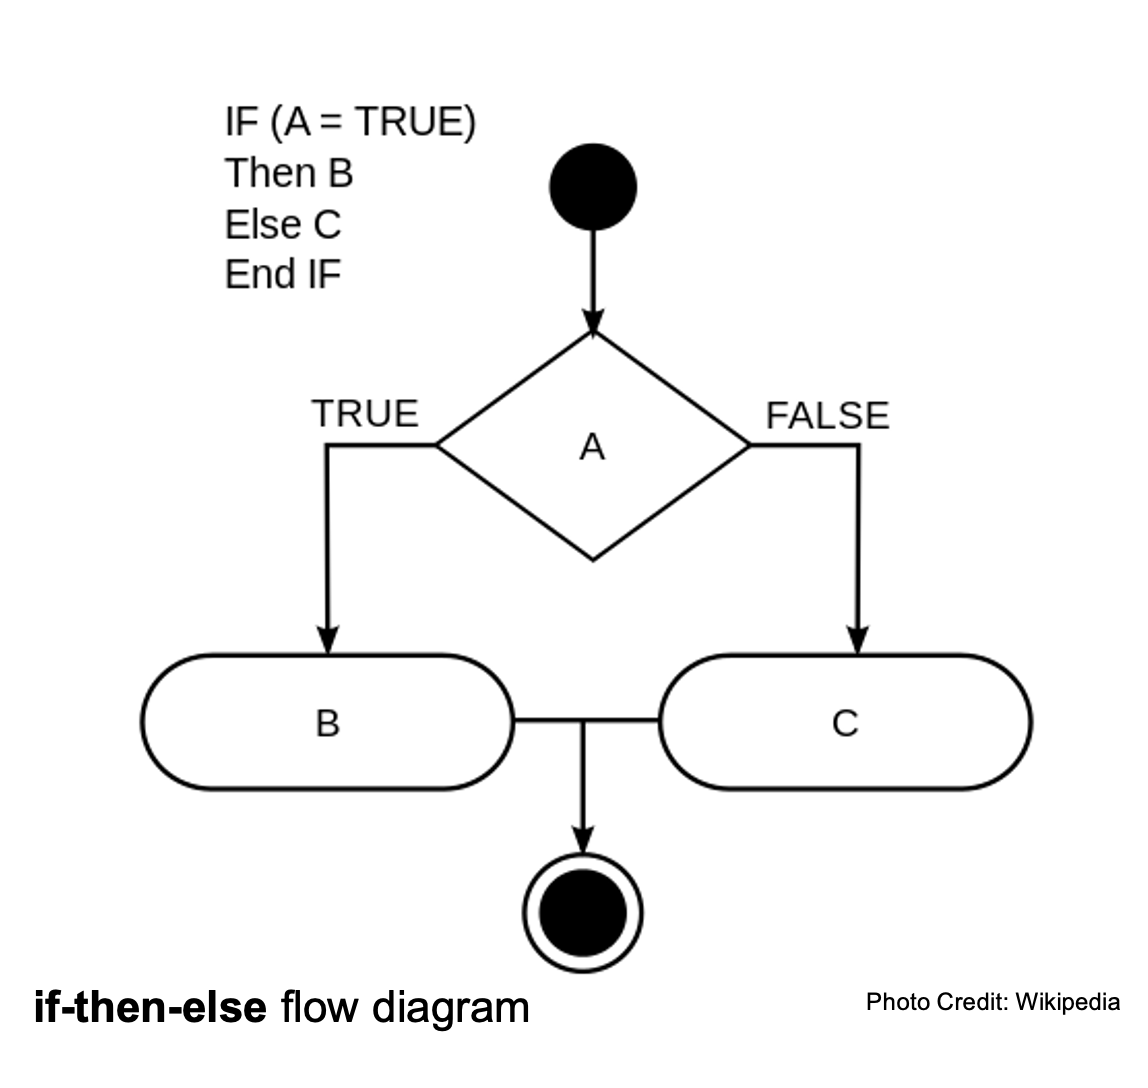 IF (A = TRUE)
Then B
Else C
End IF
TRUE
FALSE
A
B
C
if-then-else flow diagram
Photo Credit: Wikipedia